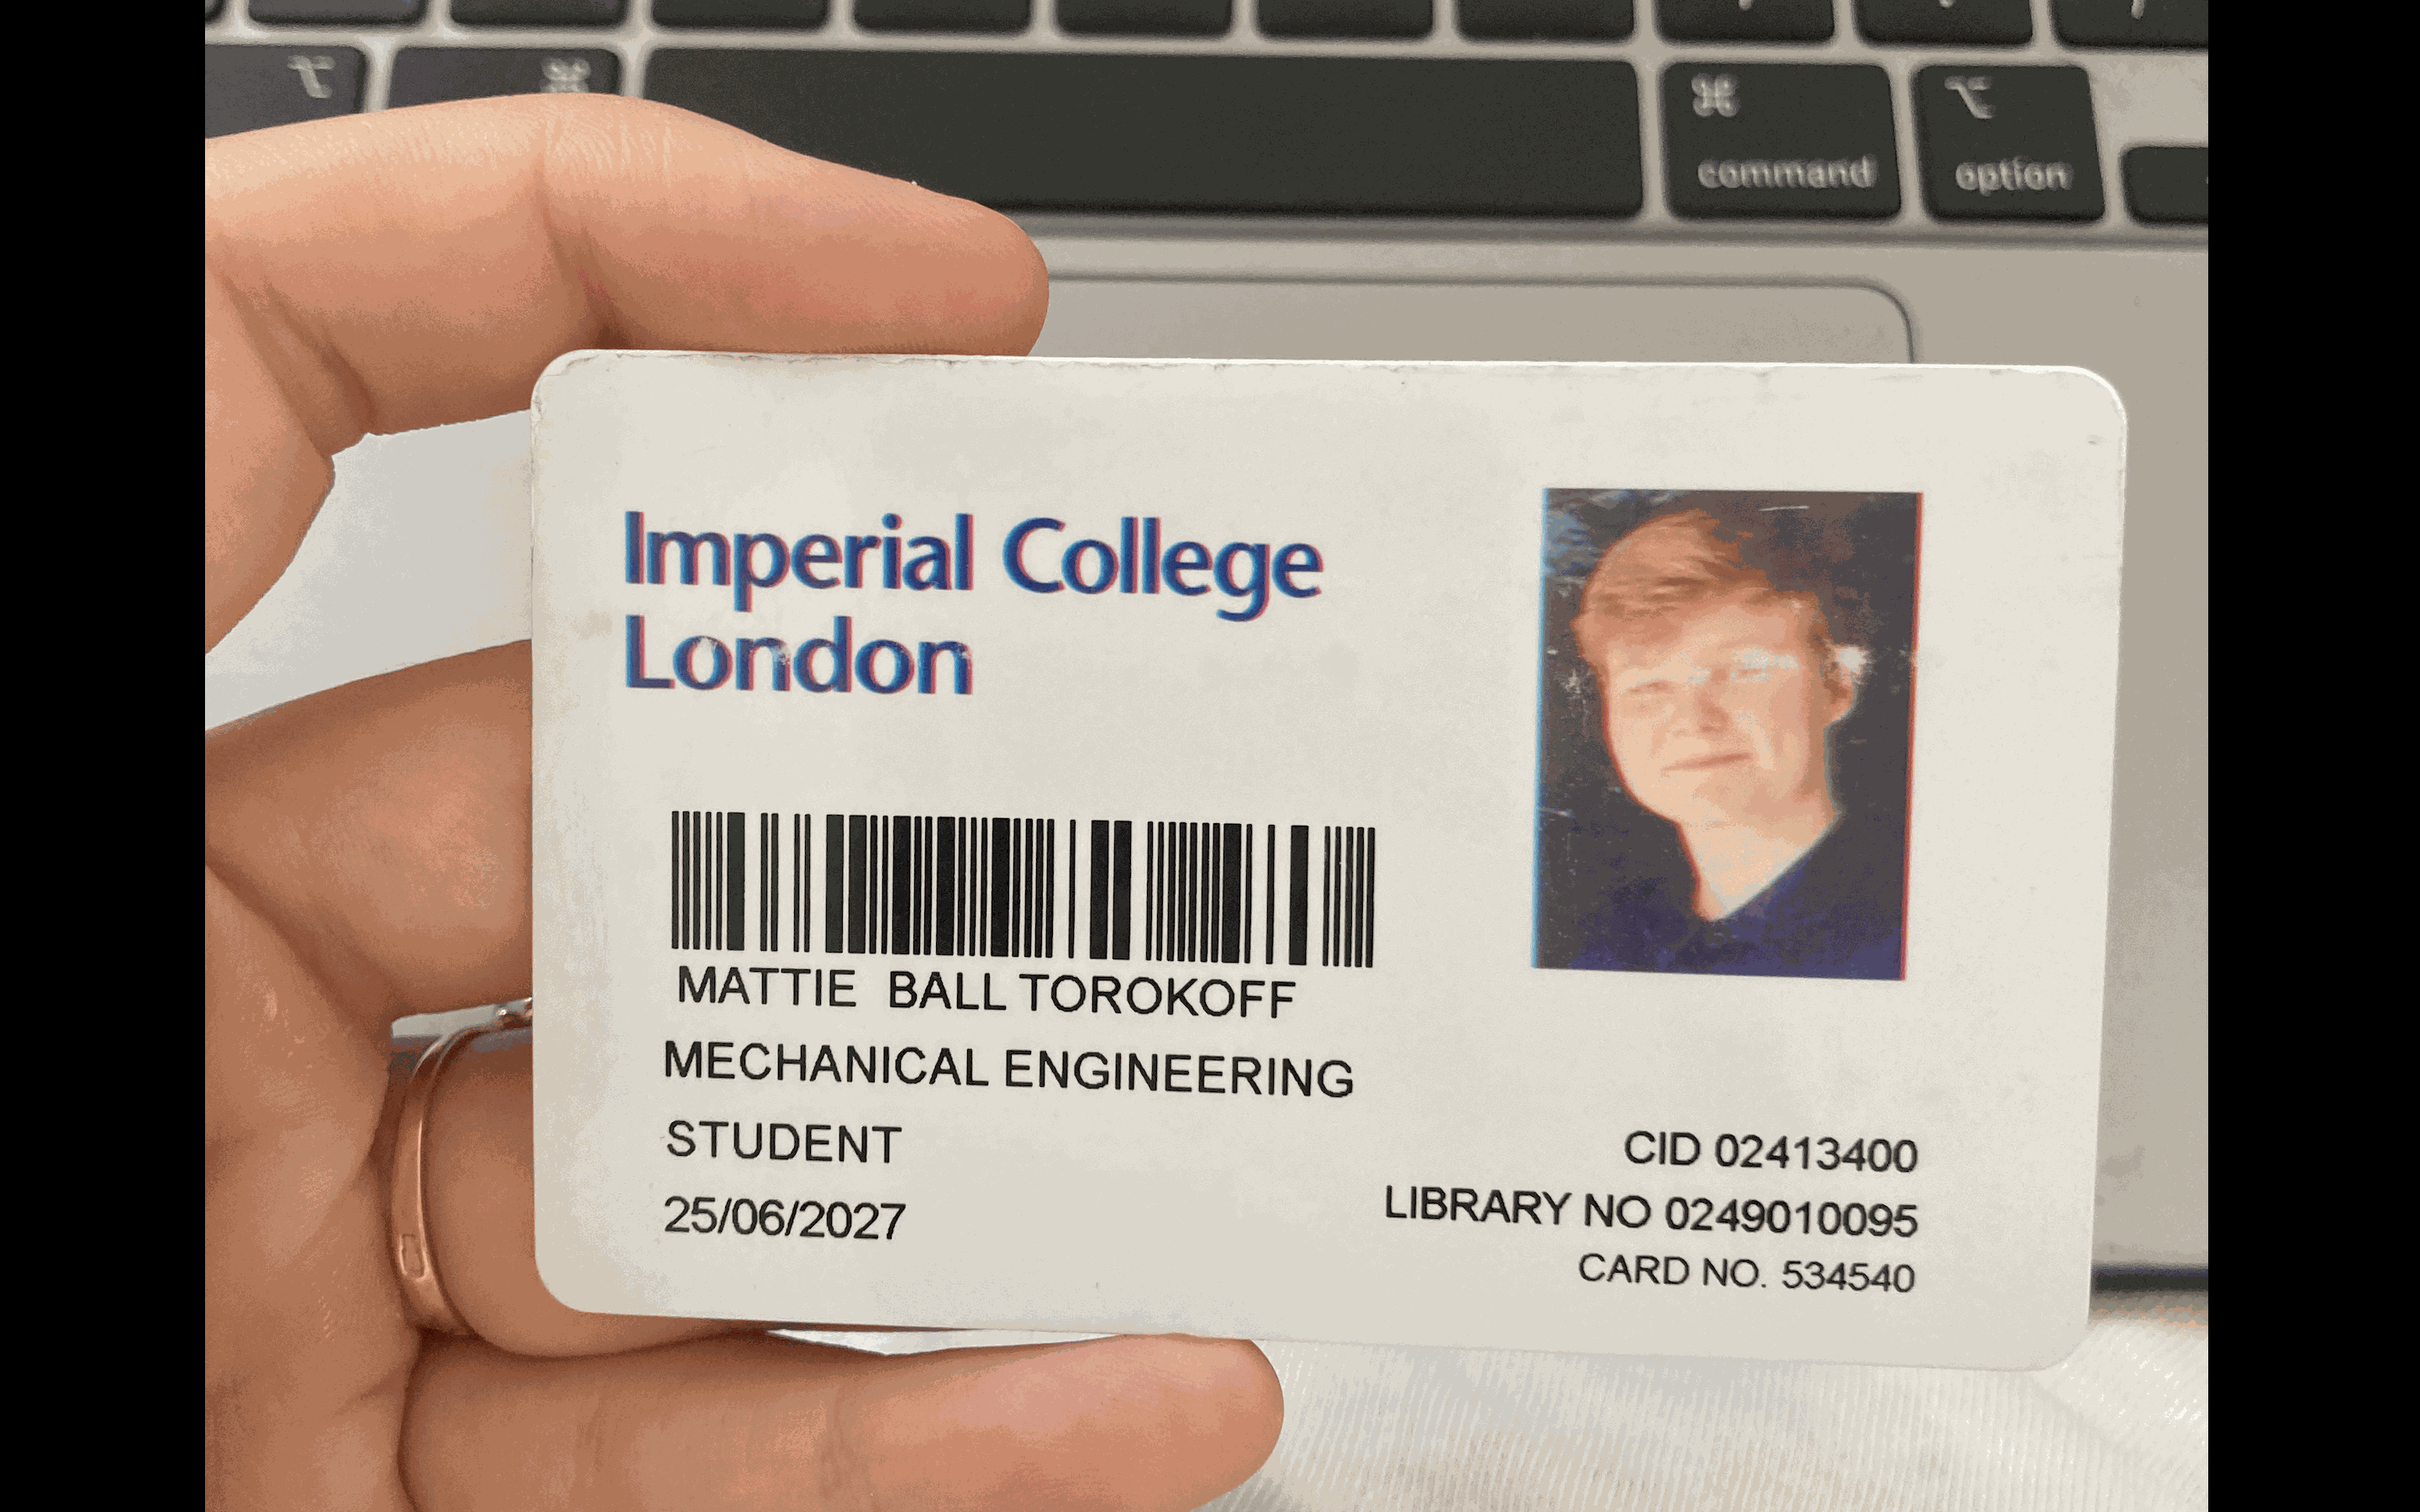 ⌥
⌘
⌘
⌥
command
option
Imperial College
London
MATTIE BALL TOROKOFF
MECHANICAL ENGINEERING
STUDENT
25/06/2027
CID 02413400
LIBRARY NO 0249010095
CARD NO. 534540